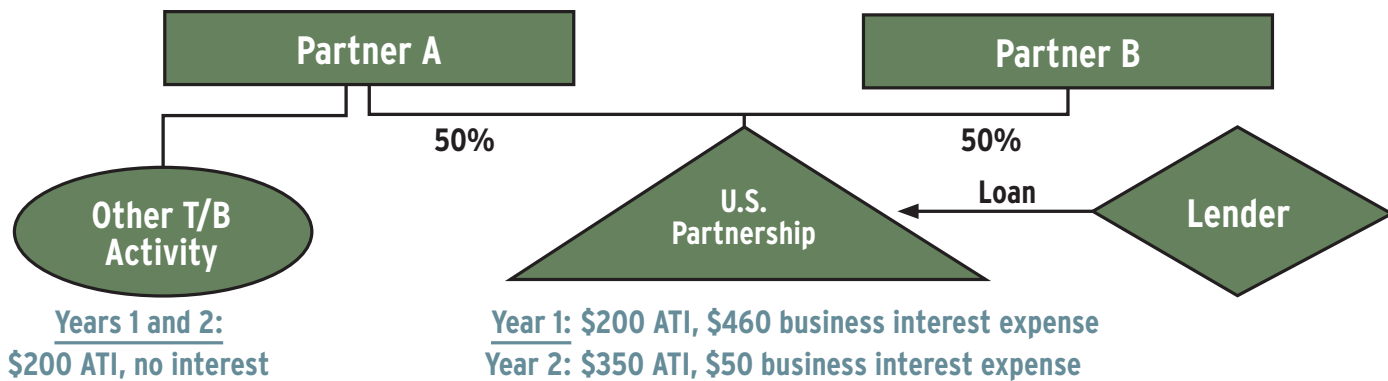 Partner A
Partner B
50%
50%
Other T/B
Activity
U.S.
Partnership
Loan
Lender
Years 1 and 2:
$200 ATI, no interest
Year 1: $200 ATI, $460 business interest expense
Year 2: $350 ATI, $50 business interest expense